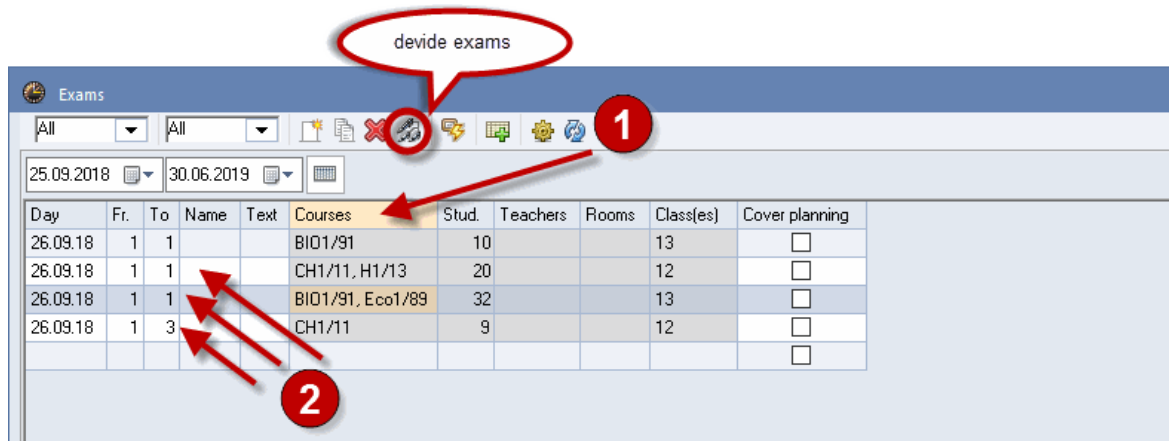 devide exams
Exams
All All
1
25.09.2018 30.06.2019
Day Fr. To Name Text Courses Stud. Teachers Rooms Class(es) Cover planning
26.09.18 1 1 BIO1/91 10 13
26.09.18 1 1 CH1/11, H1/13 20 12
26.09.18 1 1 BIO1/91, Eco1/89 32 13
26.09.18 1 3 CH1/11 9 12
2